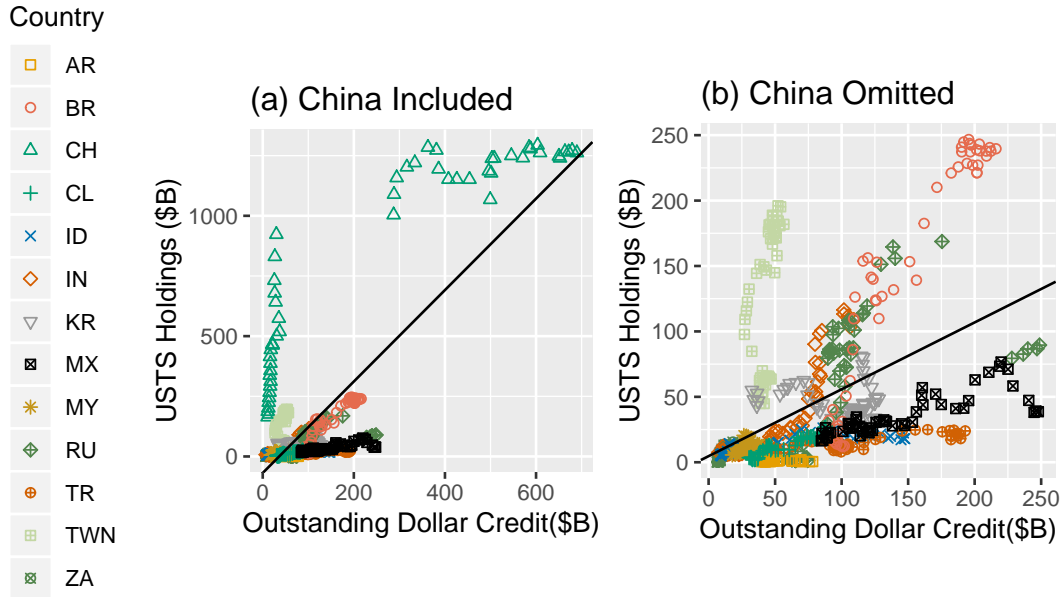 Country
AR
BR
CH
CL
ID
IN
KR
MX
MY
RU
TR
TWN
ZA
(a) China Included
USTS Holdings ($B)
1000
500
0
0 200 400 600
Outstanding Dollar Credit($B)
(b) China Omitted
USTS Holdings ($B)
250
200
150
100
50
0
0 50 100 150 200 250
Outstanding Dollar Credit($B)